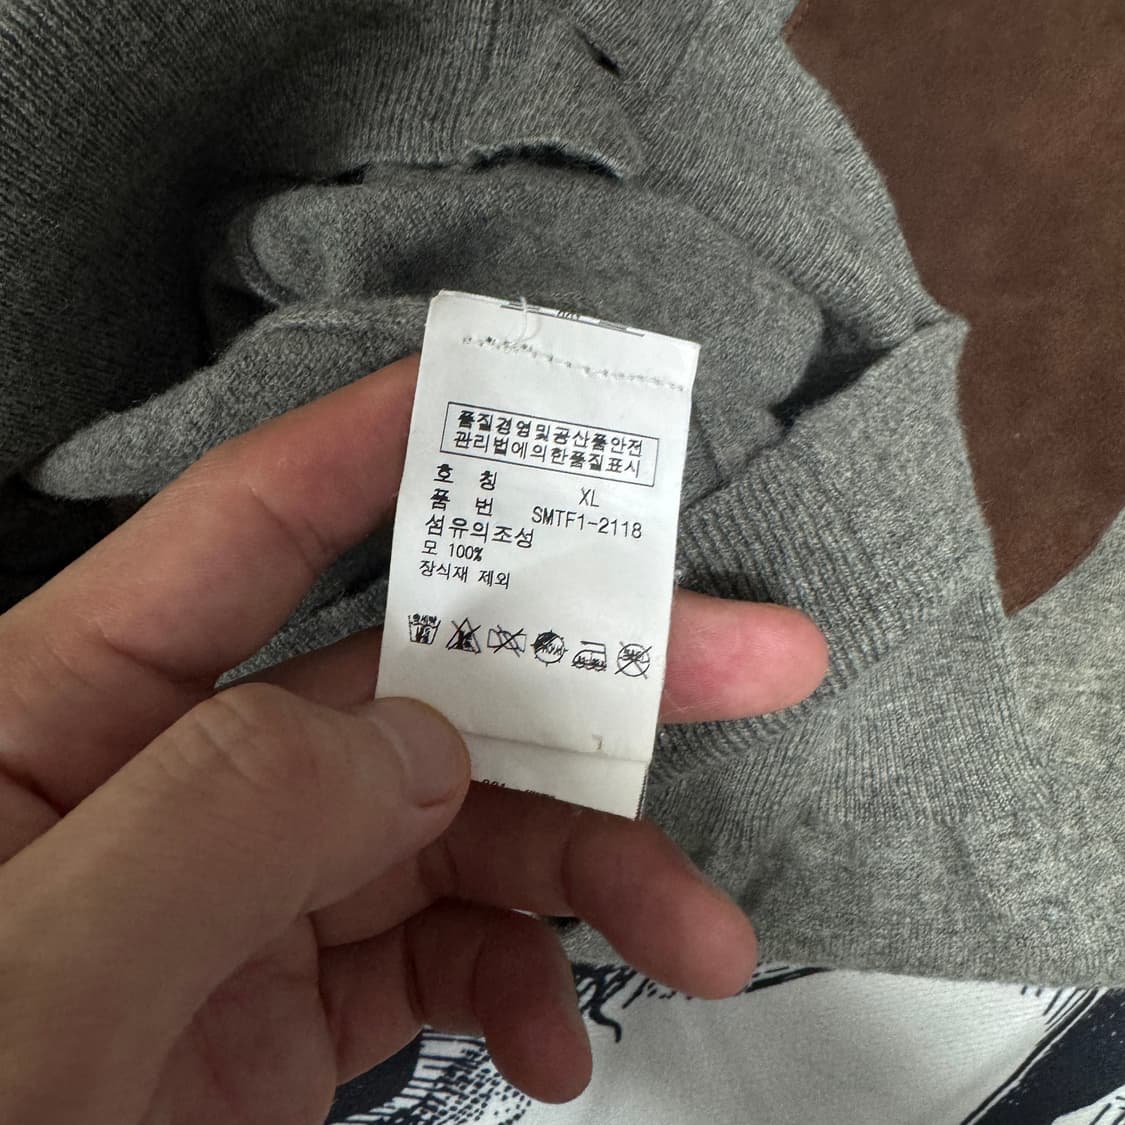 품질경영및공산품안전
관리법에의한품질표시
호 칭 XL
품 번 SMTF1-2118
섬유의조성
모 100%
장식재 제외